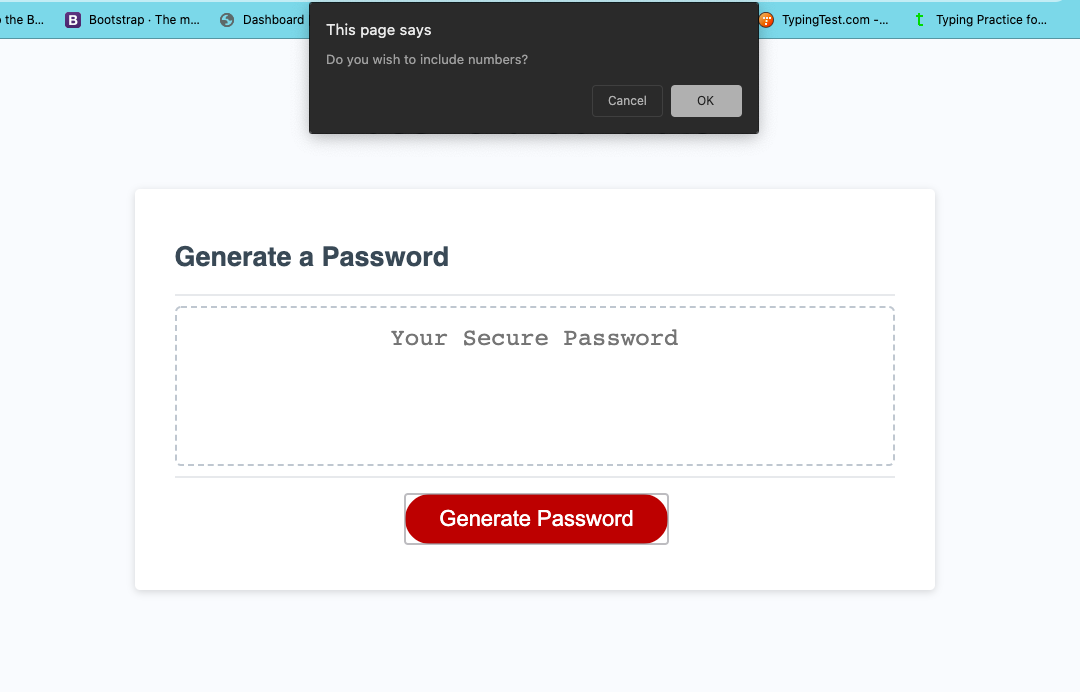 the B...
B Bootstrap · The m...
Dashboard
TypingTest.com -...
t Typing Practice fo...
This page says
Do you wish to include numbers?
Cancel
OK
Generate a Password
Your Secure Password
Generate Password